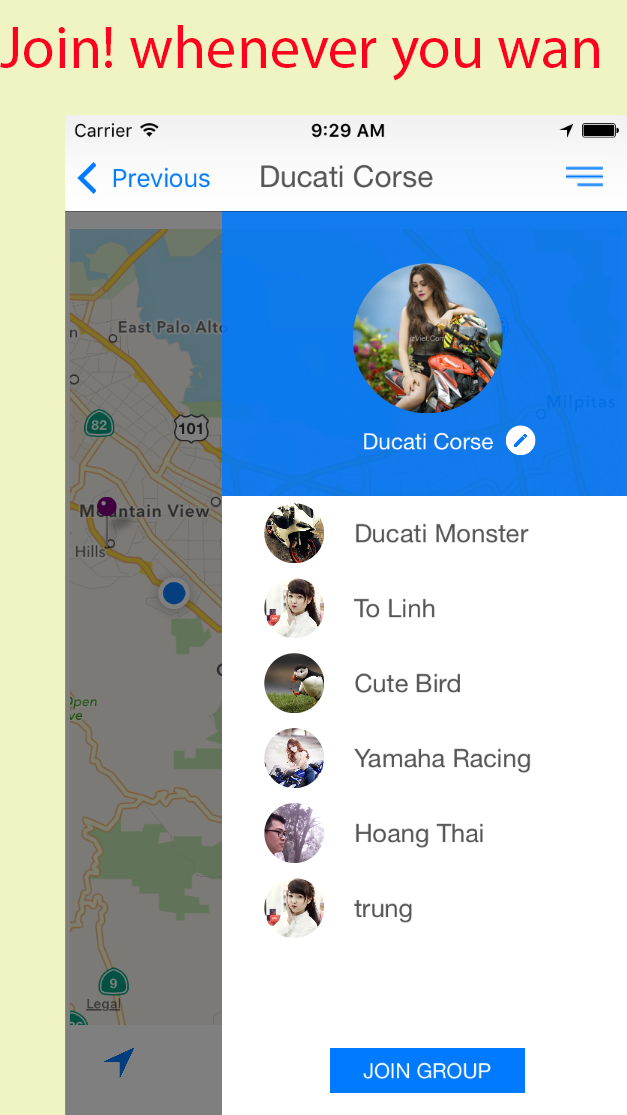 Join! whenever you wan
Carrier 9:29 AM
Previous Ducati Corse
East Palo Alto
82
101
Milpitas
Ducati Corse
Mountain View
Hills
Ducati Monster
To Linh
Cute Bird
Open
ve
Yamaha Racing
Hoang Thai
trung
9
Legal
JOIN GROUP